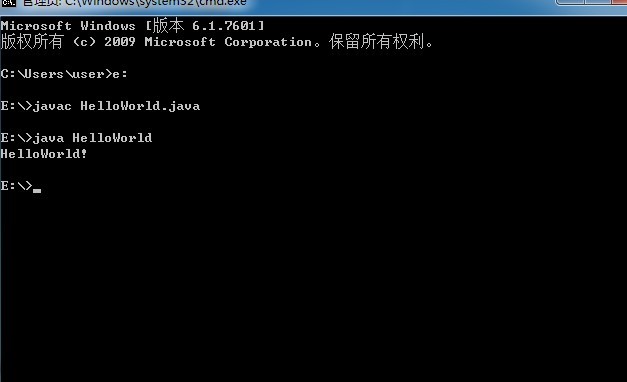 管理员: C:\Windows\system32\cmd.exe
Microsoft Windows [版本 6.1.7601]
版权所有 (c) 2009 Microsoft Corporation。保留所有权利。
C:\Users\user>e:
E:\>javac HelloWorld.java
E:\>java HelloWorld
HelloWorld!
E:\>